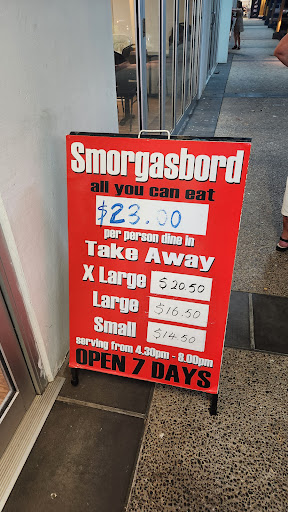 Smorgasbord
all you can eat
$23.00
per person dine in
Take Away
X Large $20.50
Large $16.50
Small $14.50
serving from 4.30pm - 8.00pm
OPEN 7 DAYS